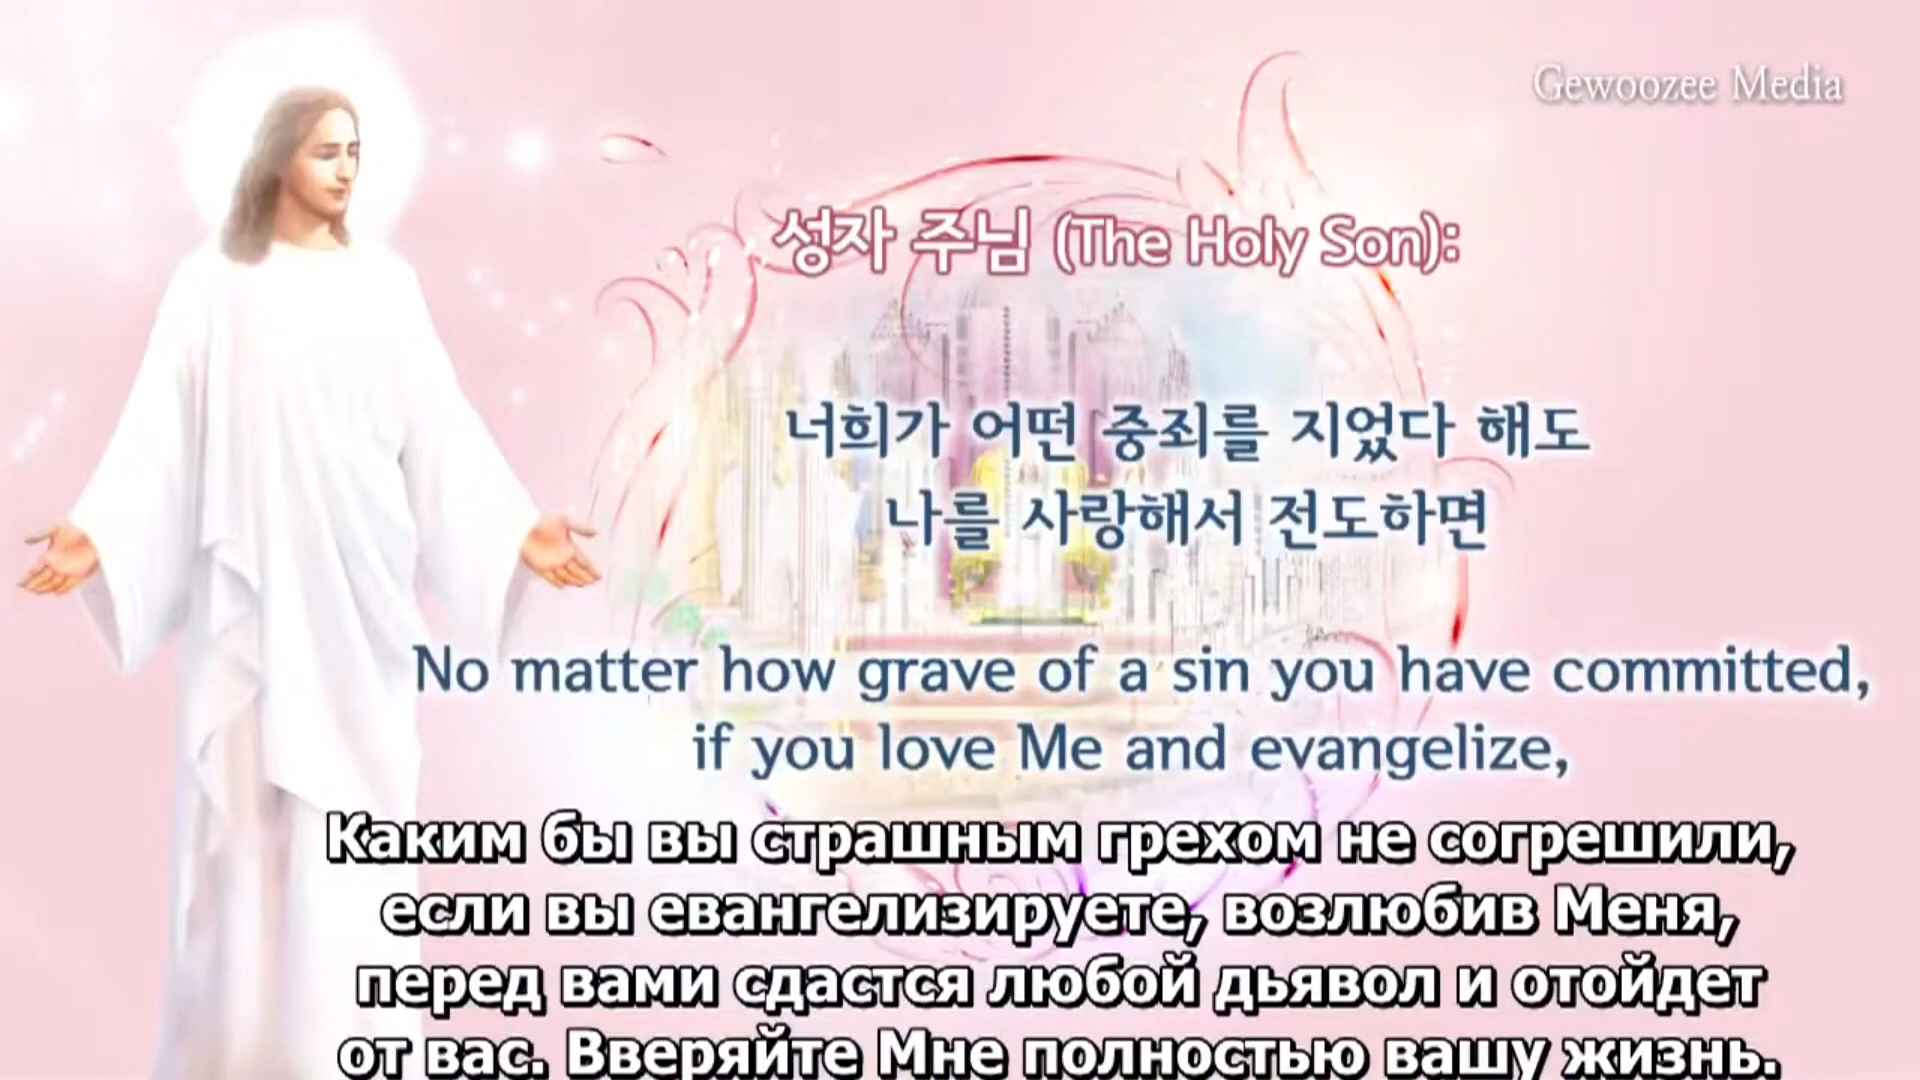 Gewoozee Media
성자 주님 (The Holy Son):
너희가 어떤 중죄를 지었다 해도
나를 사랑해서 전도하면
No matter how grave of a sin you have committed,
if you love Me and evangelize,
Каким бы вы страшным грехом не согрешили,
если вы евангелизируете, возлюбив Меня,
перед вами сдастся любой дьявол и отойдет
от вас. Вверяйте Мне полностью вашу жизнь.